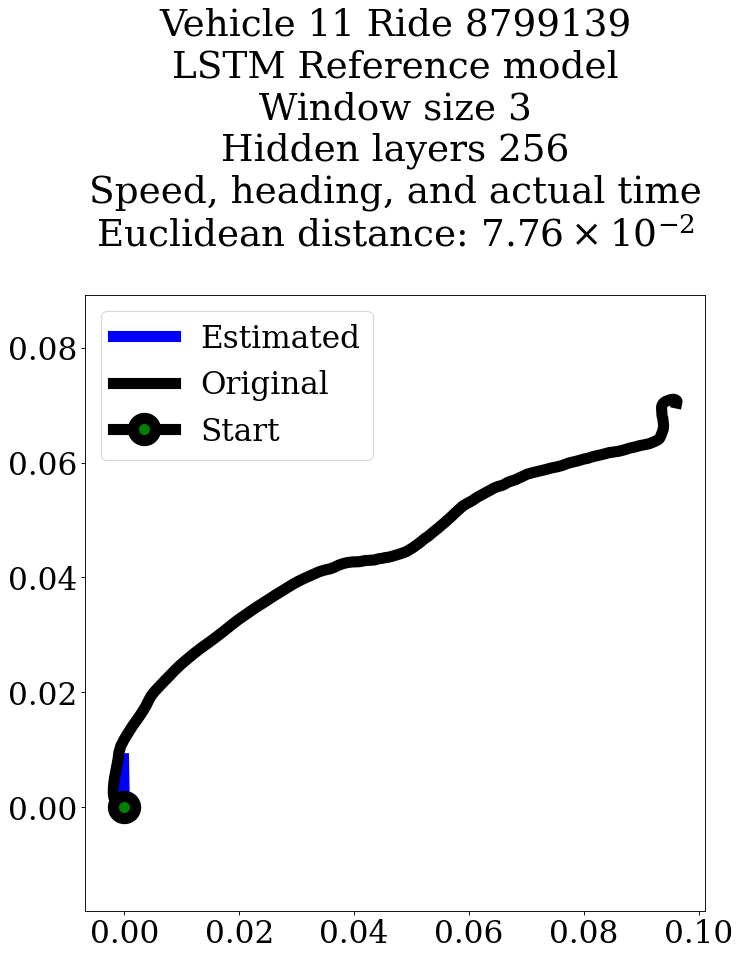 Vehicle 11 Ride 8799139
LSTM Reference model
Window size 3
Hidden layers 256
Speed, heading, and actual time
Euclidean distance: 7.76 × 10⁻²
Estimated
Original
Start
0.08
0.06
0.04
0.02
0.00
0.00 0.02 0.04 0.06 0.08 0.10